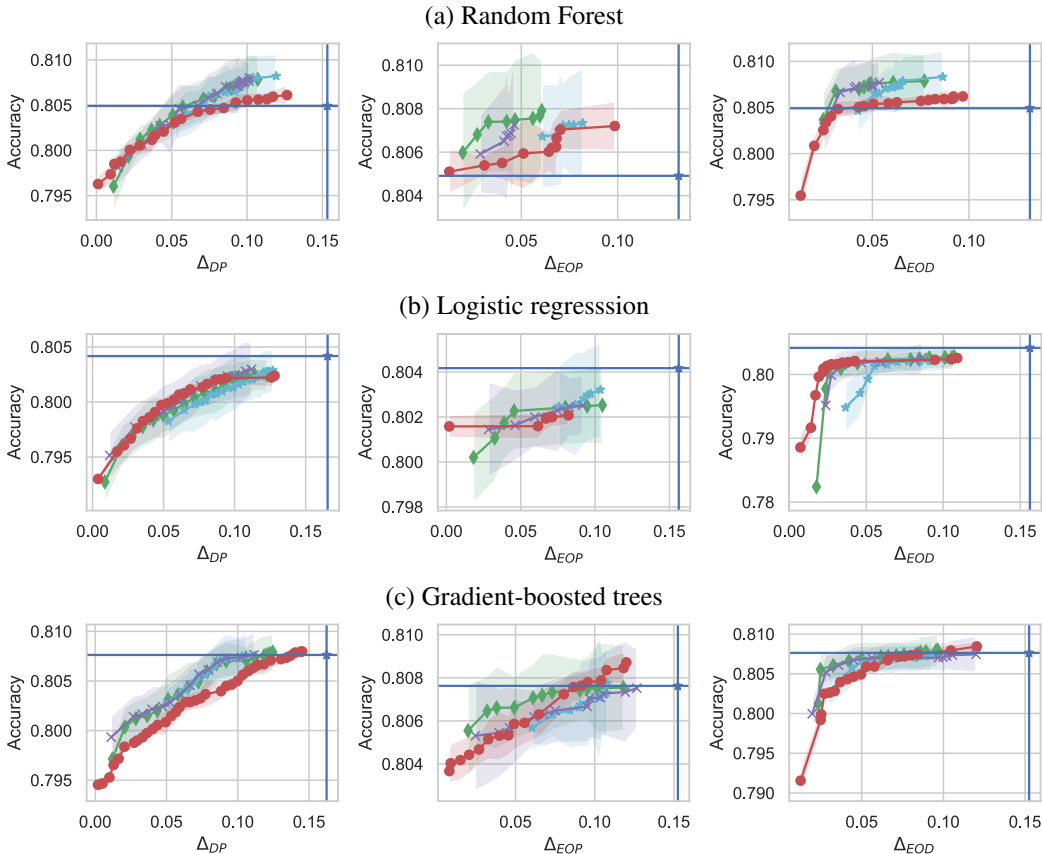 (a) Random Forest
Accuracy
0.810
0.805
0.800
0.795
0.00 0.05 0.10 0.15
Δ_DP
Accuracy
0.810
0.808
0.806
0.804
0.05 0.10
Δ_EOP
Accuracy
0.810
0.805
0.800
0.795
0.05 0.10
Δ_EOD
(b) Logistic regresssion
Accuracy
0.805
0.800
0.795
0.00 0.05 0.10 0.15
Δ_DP
Accuracy
0.804
0.802
0.800
0.798
0.00 0.05 0.10 0.15
Δ_EOP
Accuracy
0.80
0.79
0.78
0.00 0.05 0.10 0.15
Δ_EOD
(c) Gradient-boosted trees
Accuracy
0.810
0.805
0.800
0.795
0.00 0.05 0.10 0.15
Δ_DP
Accuracy
0.810
0.808
0.806
0.804
0.00 0.05 0.10 0.15
Δ_EOP
Accuracy
0.810
0.805
0.800
0.795
0.790
0.00 0.05 0.10 0.15
Δ_EOD